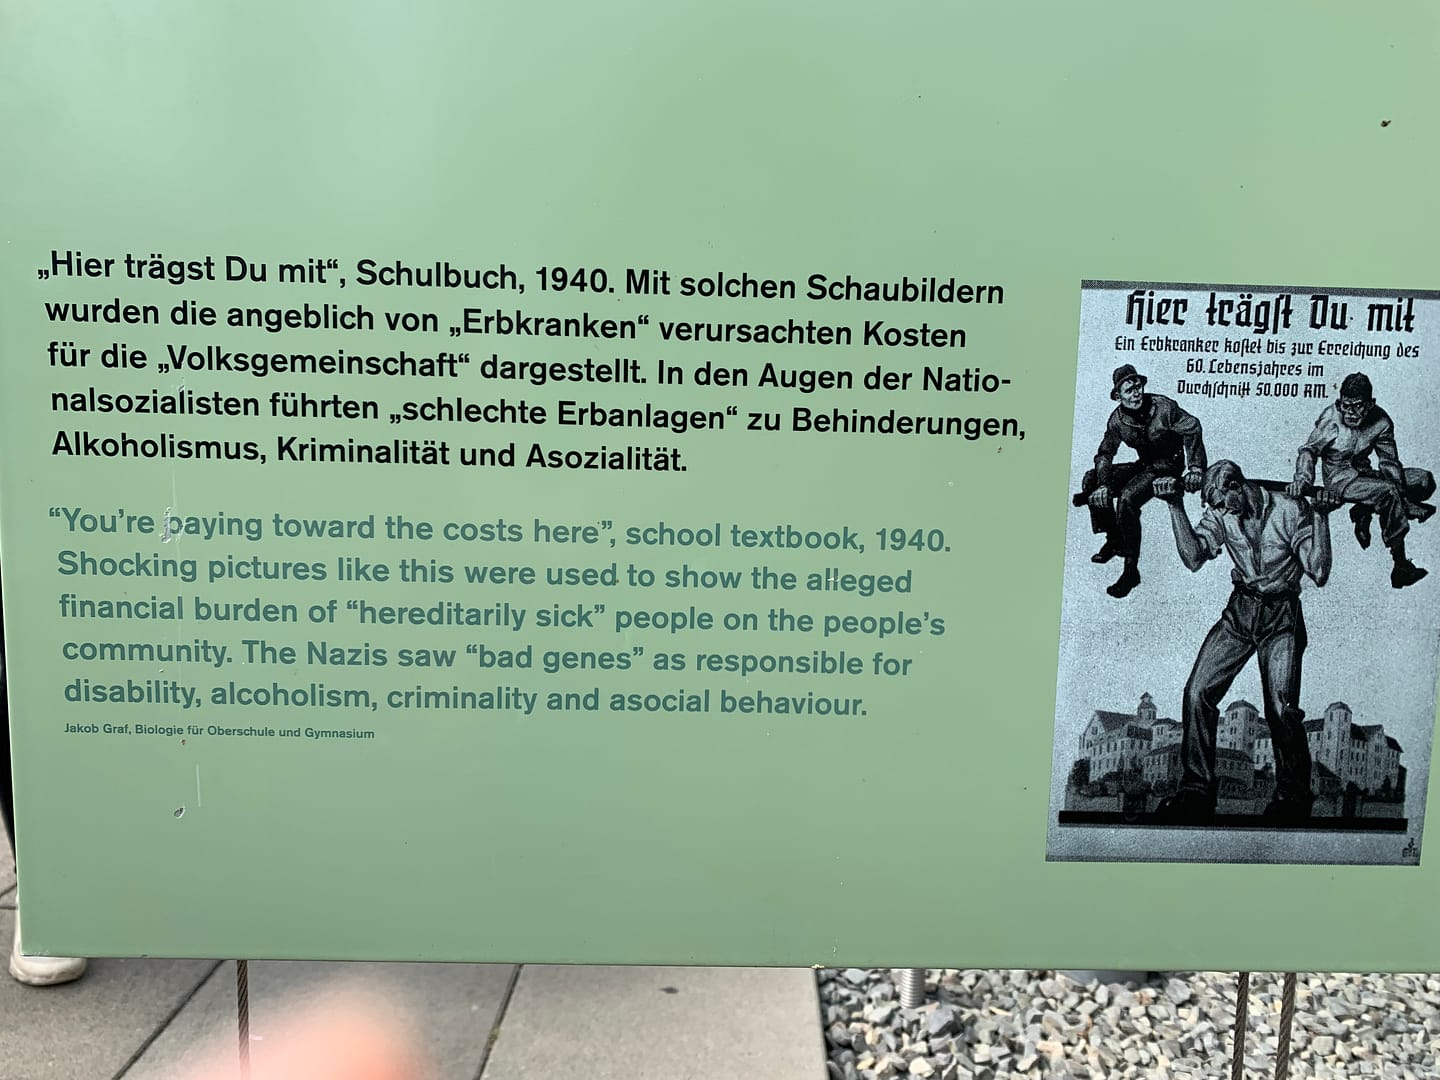 „Hier trägst Du mit“, Schulbuch, 1940. Mit solchen Schaubildern
wurden die angeblich von „Erbkranken“ verursachten Kosten
für die „Volksgemeinschaft“ dargestellt. In den Augen der Natio-
nalsozialisten führten „schlechte Erbanlagen“ zu Behinderungen,
Alkoholismus, Kriminalität und Asozialität.
“You’re paying toward the costs here”, school textbook, 1940.
Shocking pictures like this were used to show the alleged
financial burden of “hereditarily sick” people on the people’s
community. The Nazis saw “bad genes” as responsible for
disability, alcoholism, criminality and asocial behaviour.
Jakob Graf, Biologie für Oberschule und Gymnasium
Hier trägſt Du mit
Ein Erbkranker koſtet bis zur Erreichung des
60. Lebensjahres im
Durchſchnitt 50.000 RM.